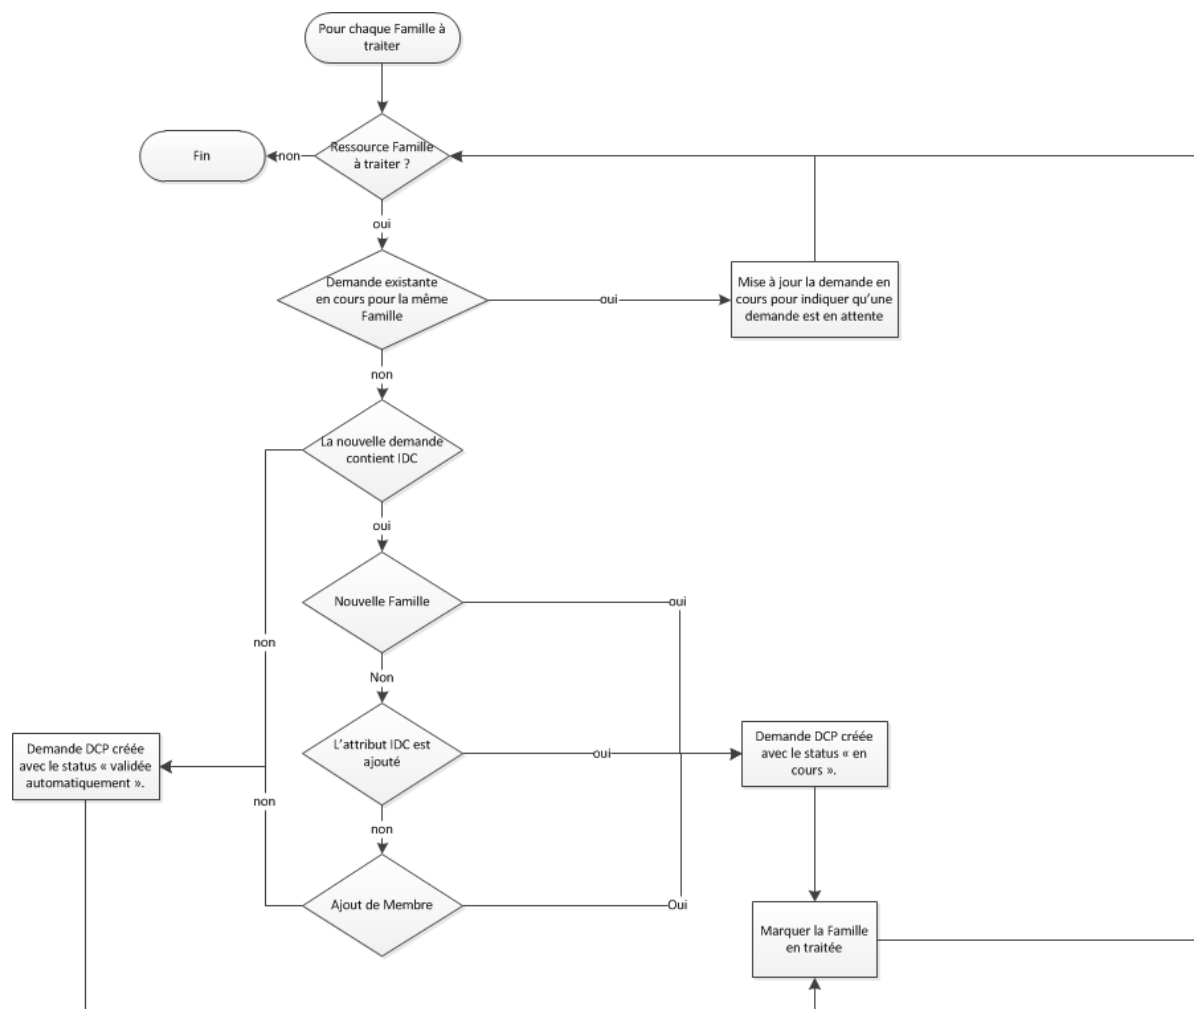 Pour chaque Famille à
traiter
Ressource Famille
à traiter ?
non
Fin
oui
Demande existante
en cours pour la même
Famille
oui
Mise à jour la demande en
cours pour indiquer qu'une
demande est en attente
non
La nouvelle demande
contient IDC
oui
Nouvelle Famille
oui
non
Non
L'attribut IDC est
ajouté
oui
Demande DCP créée
avec le status « en
cours ».
Demande DCP créée
avec le status « validée
automatiquement ».
non
non
Ajout de Membre
Oui
Marquer la Famille
en traitée